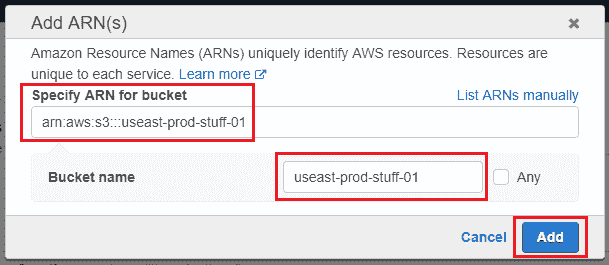 Add ARN(s)
Amazon Resource Names (ARNs) uniquely identify AWS resources. Resources are
unique to each service. Learn more
Specify ARN for bucket List ARNs manually
arn:aws:s3:::useast-prod-stuff-01
Bucket name useast-prod-stuff-01 Any
Cancel Add